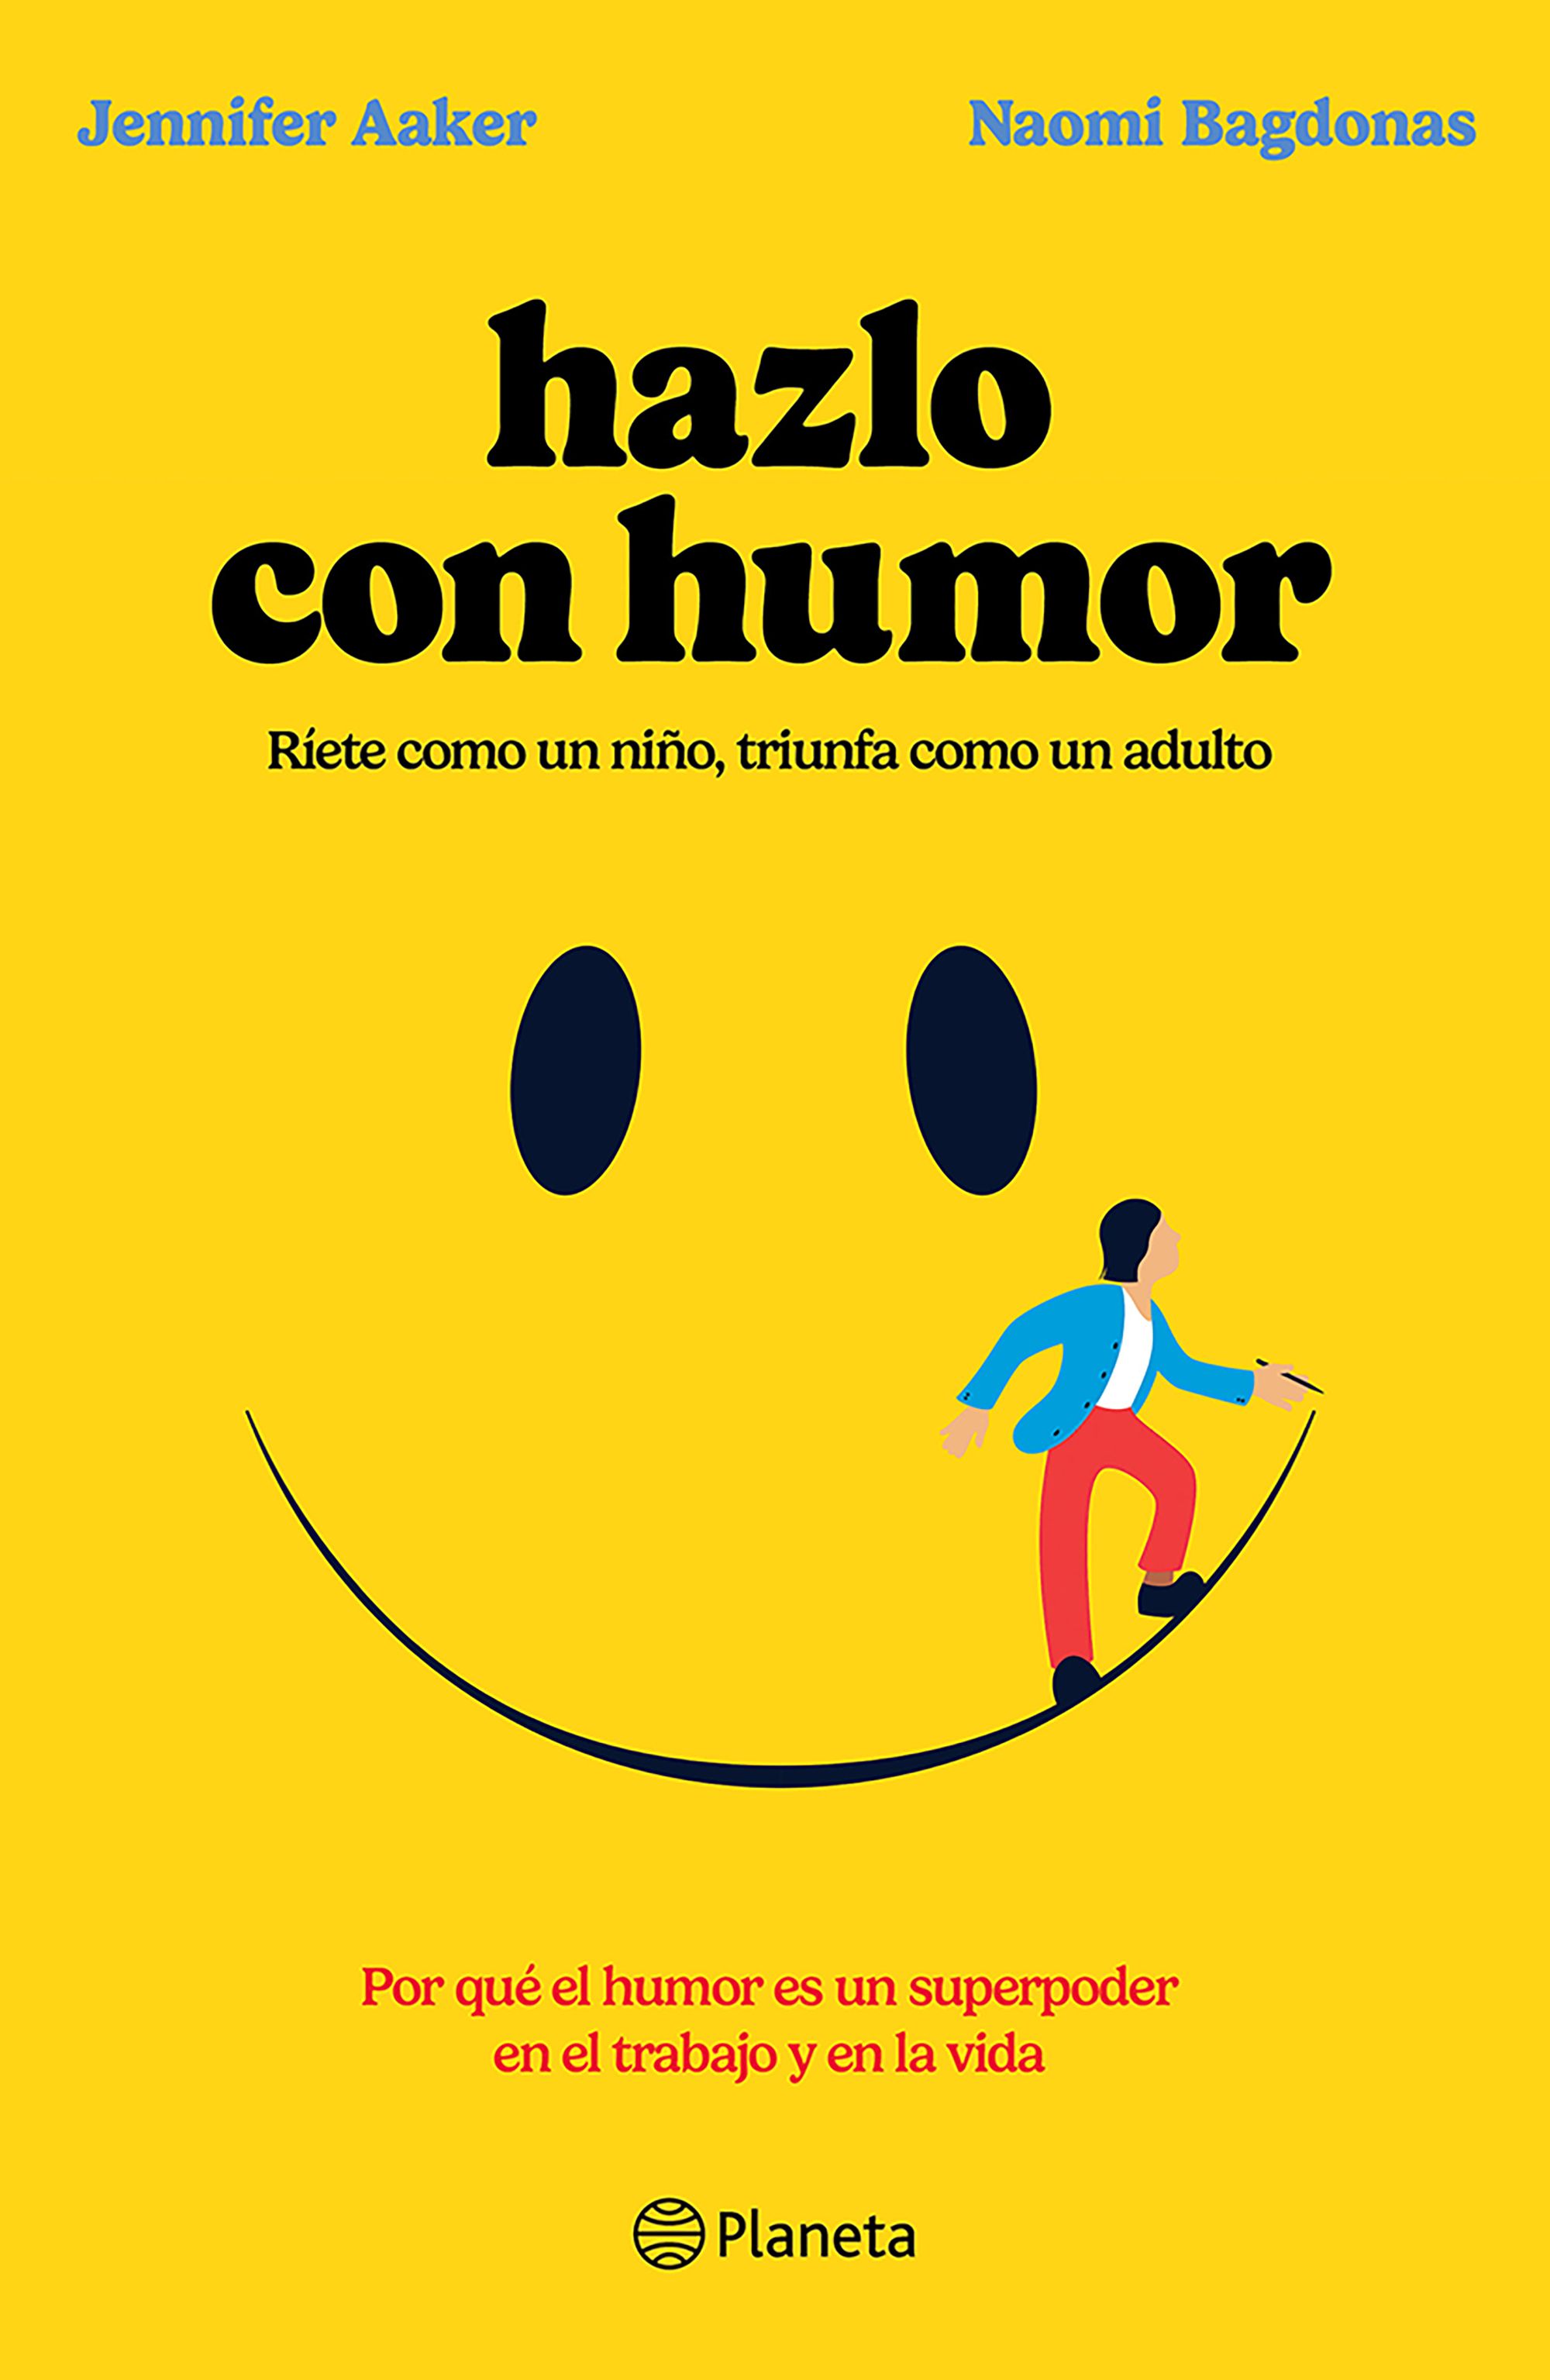 Jennifer Aaker Naomi Bagdonas
hazlo
con humor
Ríete como un niño, triunfa como un adulto
Por qué el humor es un superpoder
en el trabajo y en la vida
Planeta